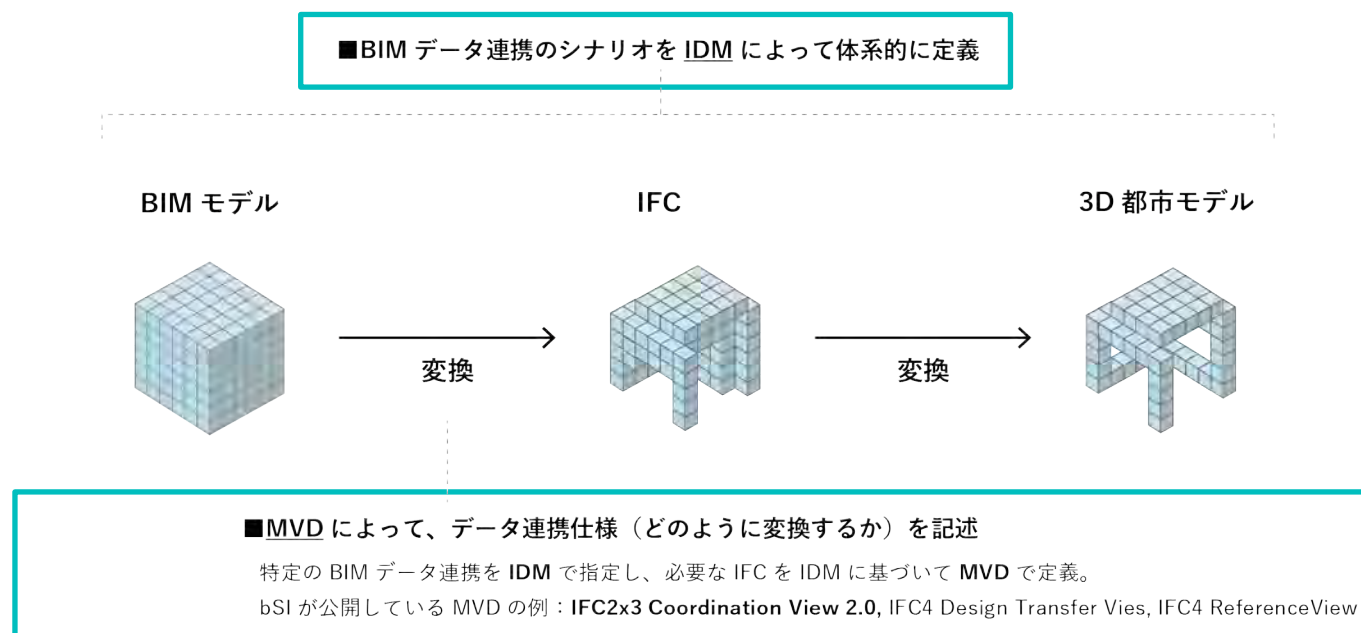 ■BIM データ連携のシナリオを IDM によって体系的に定義
BIM モデル
IFC
3D 都市モデル
変換
変換
■MVD によって、データ連携仕様（どのように変換するか）を記述
特定の BIM データ連携を IDM で指定し、必要な IFC を IDM に基づいて MVD で定義。
bSI が公開している MVD の例：IFC2x3 Coordination View 2.0, IFC4 Design Transfer Vies, IFC4 ReferenceView